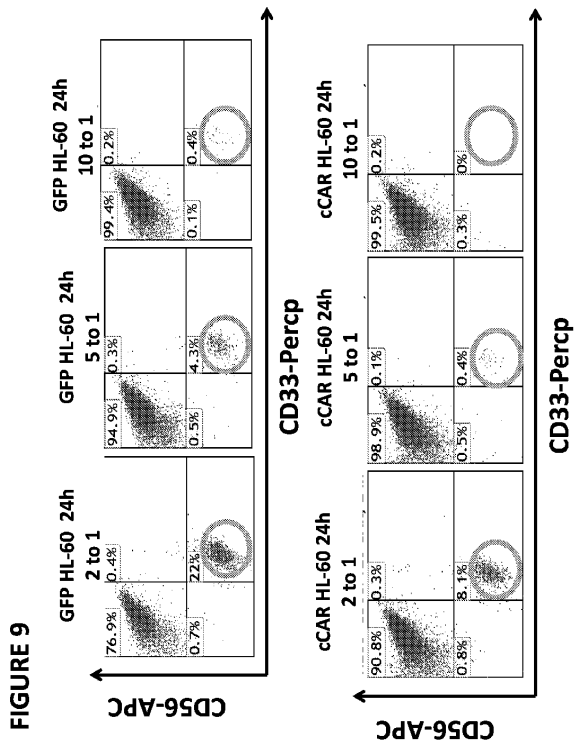 FIGURE 9
CD56-APC
GFP HL-60 24h
2 to 1
76.9%
0.4%
0.7%
22%
GFP HL-60 24h
5 to 1
94.9%
0.3%
0.5%
4.3%
GFP HL-60 24h
10 to 1
99.4%
0.2%
0.1%
0.4%
CD33-Percp
CD56-APC
cCAR HL-60 24h
2 to 1
90.8%
0.3%
0.8%
8.1%
cCAR HL-60 24h
5 to 1
98.9%
0.1%
0.5%
0.4%
cCAR HL-60 24h
10 to 1
99.5%
0.2%
0.3%
0%
CD33-Percp